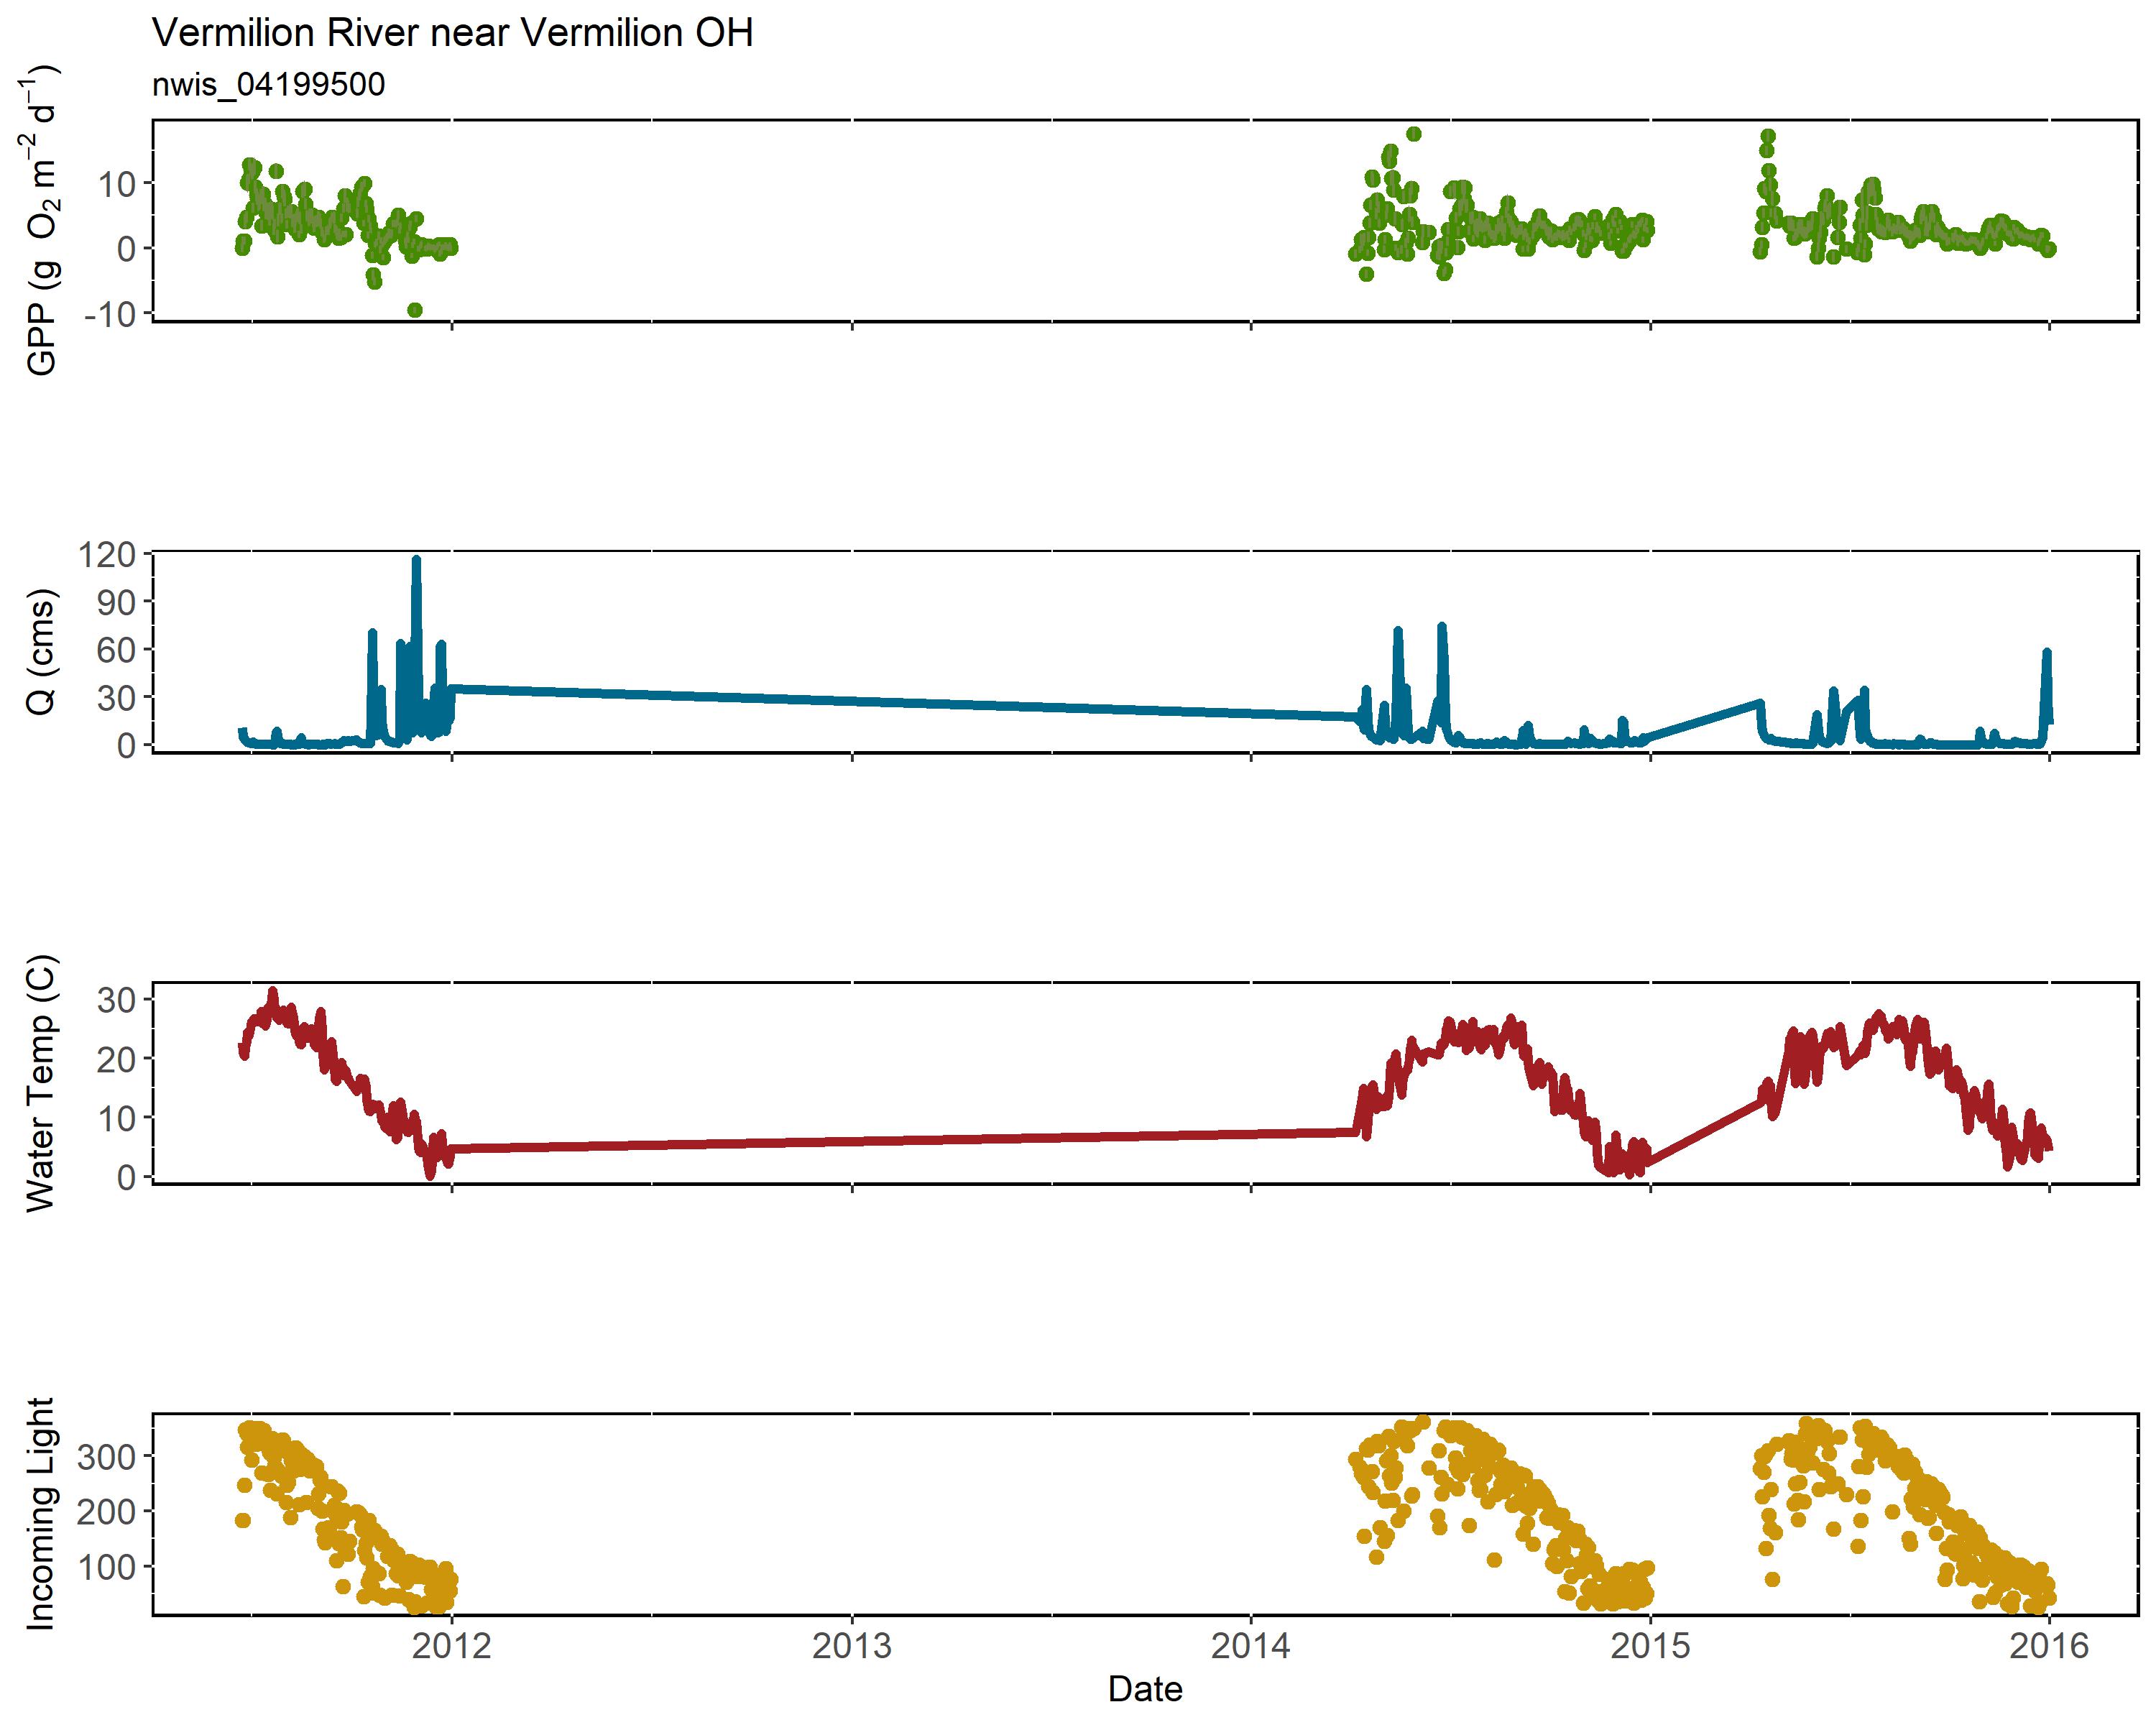 Vermilion River near Vermilion OH
nwis_04199500
GPP (g O₂ m⁻² d⁻¹)
10
0
-10
Q (cms)
120
90
60
30
0
Water Temp (C)
30
20
10
0
Incoming Light
300
200
100
2012 2013 2014 2015 2016
Date